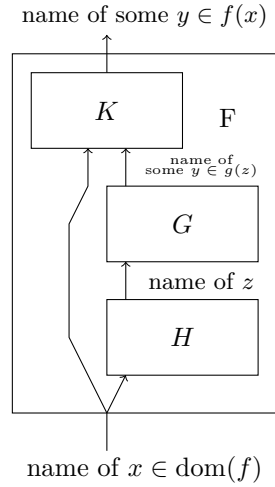 name of some y ∈ f(x)
K
F
name of
some y ∈ g(z)
G
name of z
H
name of x ∈ dom(f)